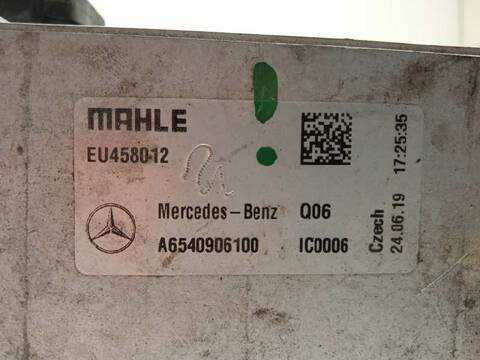 MAHLE
EU458012
Mercedes-Benz Q06
A6540906100 IC0006
Czech
24.06.19 17:25:35